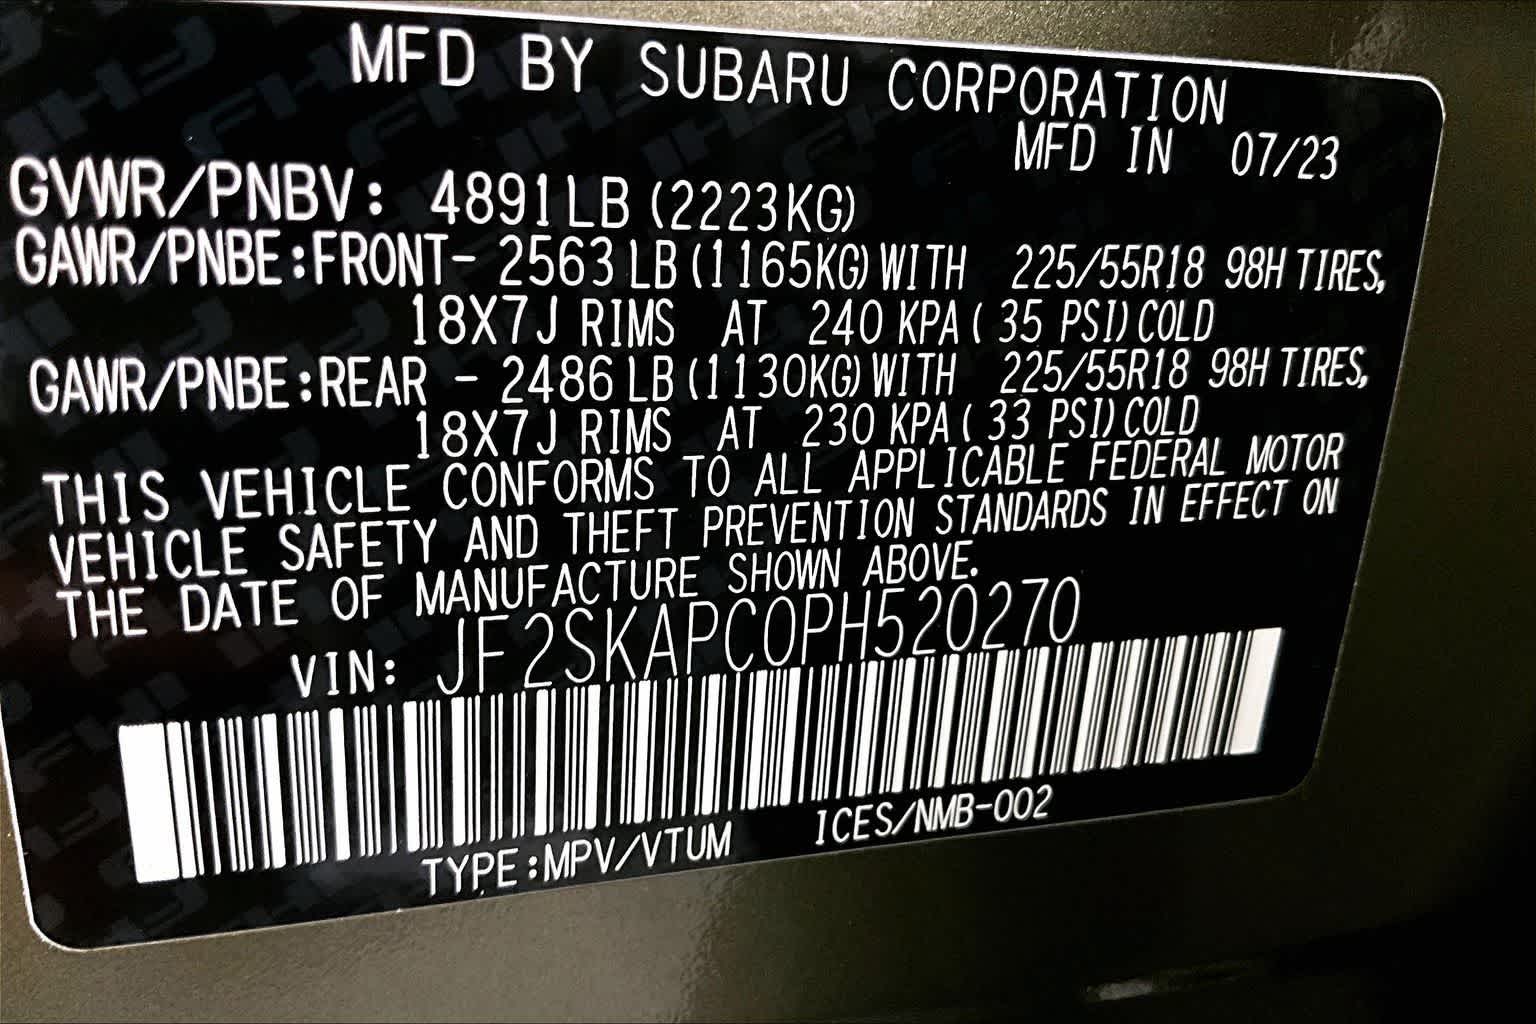 MFD BY SUBARU CORPORATION
MFD IN 07/23
GVWR/PNBV: 4891LB (2223KG)
GAWR/PNBE:FRONT- 2563 LB (1165KG) WITH 225/55R18 98H TIRES,
18X7J RIMS AT 240 KPA ( 35 PSI) COLD
GAWR/PNBE:REAR - 2486 LB (1130KG) WITH 225/55R18 98H TIRES,
18X7J RIMS AT 230 KPA ( 33 PSI) COLD
THIS VEHICLE CONFORMS TO ALL APPLICABLE FEDERAL MOTOR
VEHICLE SAFETY AND THEFT PREVENTION STANDARDS IN EFFECT ON
THE DATE OF MANUFACTURE SHOWN ABOVE.
VIN: JF2SKAPC0PH520270
TYPE:MPV/VTUM ICES/NMB-002